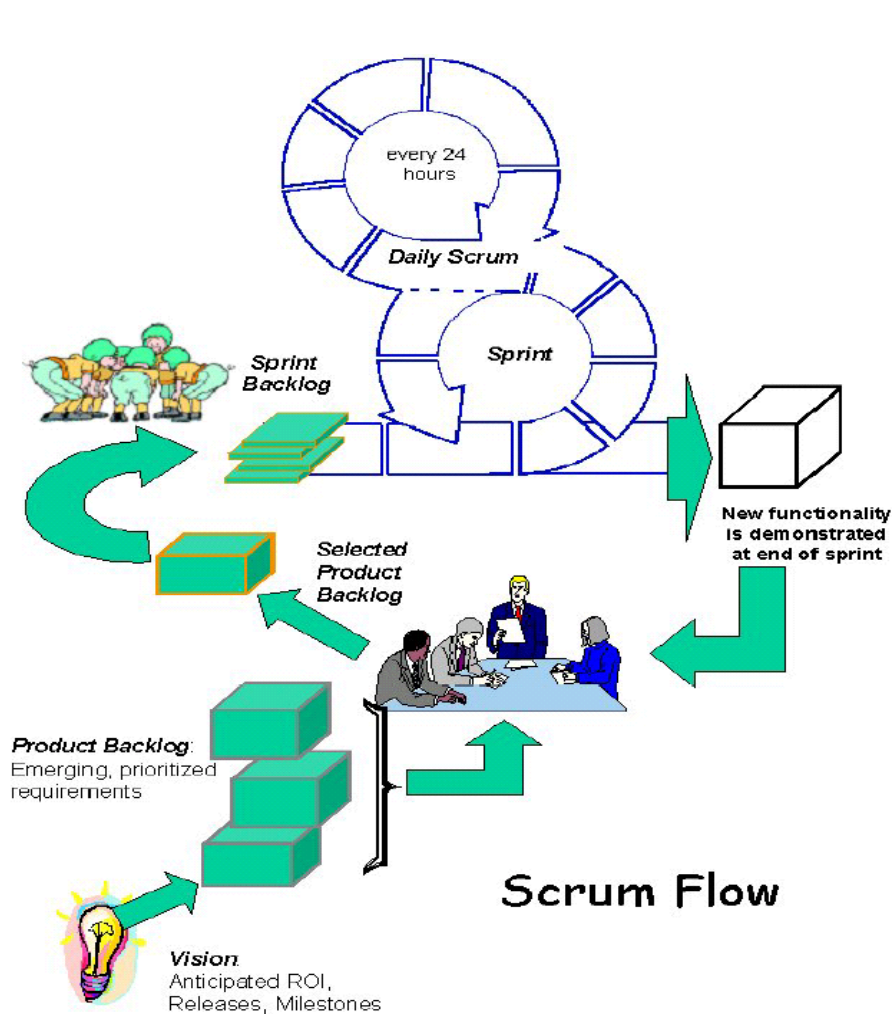 every 24
hours
Daily Scrum
Sprint
Sprint
Backlog
New functionality
is demonstrated
at end of sprint
Selected
Product
Backlog
Product Backlog:
Emerging, prioritized
requirements
Scrum Flow
Vision:
Anticipated ROI,
Releases, Milestones